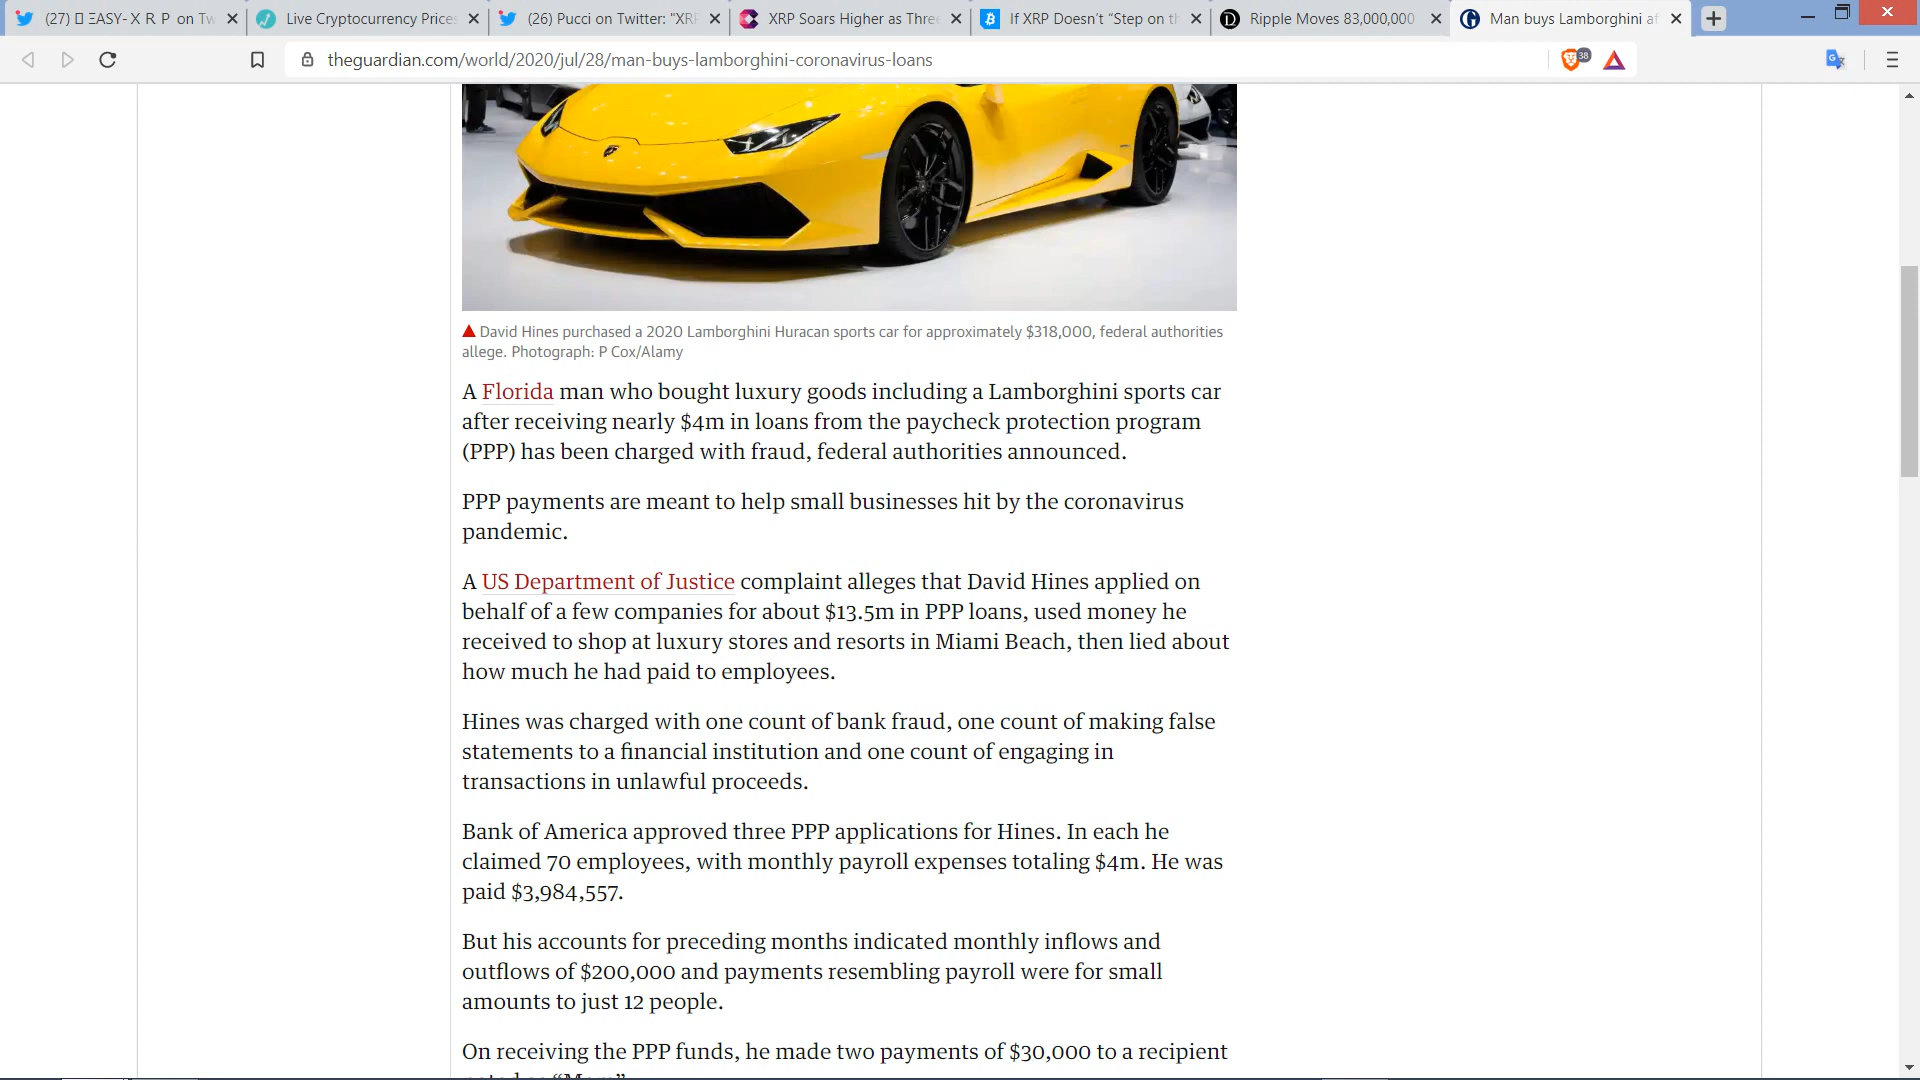 (27) EASY- X R P on Tw
Live Cryptocurrency Prices
(26) Pucci on Twitter: "XRP
XRP Soars Higher as Three
If XRP Doesn't “Step on th
Ripple Moves 83,000,000
Man buys Lamborghini af
theguardian.com/world/2020/jul/28/man-buys-lamborghini-coronavirus-loans
38
David Hines purchased a 2020 Lamborghini Huracan sports car for approximately $318,000, federal authorities
allege. Photograph: P Cox/Alamy
A Florida man who bought luxury goods including a Lamborghini sports car
after receiving nearly $4m in loans from the paycheck protection program
(PPP) has been charged with fraud, federal authorities announced.
PPP payments are meant to help small businesses hit by the coronavirus
pandemic.
A US Department of Justice complaint alleges that David Hines applied on
behalf of a few companies for about $13.5m in PPP loans, used money he
received to shop at luxury stores and resorts in Miami Beach, then lied about
how much he had paid to employees.
Hines was charged with one count of bank fraud, one count of making false
statements to a financial institution and one count of engaging in
transactions in unlawful proceeds.
Bank of America approved three PPP applications for Hines. In each he
claimed 70 employees, with monthly payroll expenses totaling $4m. He was
paid $3,984,557.
But his accounts for preceding months indicated monthly inflows and
outflows of $200,000 and payments resembling payroll were for small
amounts to just 12 people.
On receiving the PPP funds, he made two payments of $30,000 to a recipient